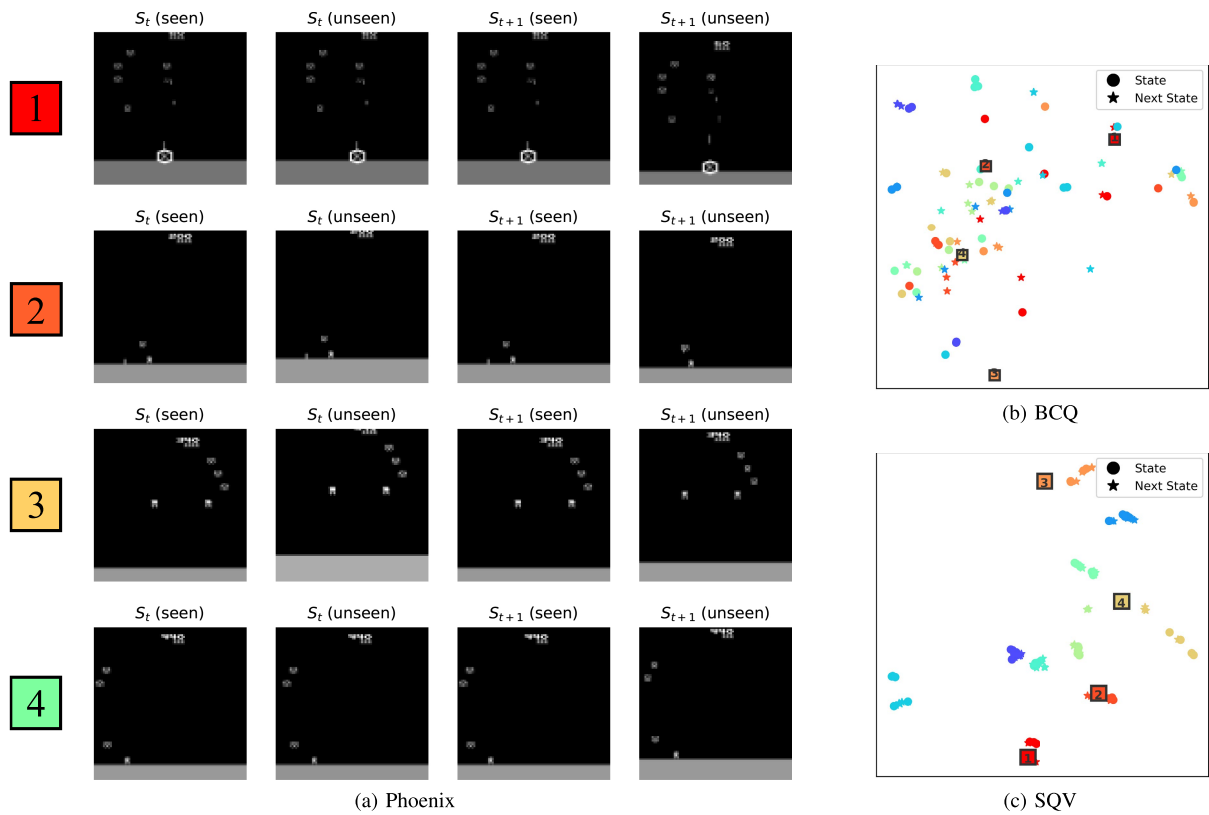 S_t (seen) S_t (unseen) S_{t+1} (seen) S_{t+1} (unseen)
1
S_t (seen) S_t (unseen) S_{t+1} (seen) S_{t+1} (unseen)
2
S_t (seen) S_t (unseen) S_{t+1} (seen) S_{t+1} (unseen)
3
S_t (seen) S_t (unseen) S_{t+1} (seen) S_{t+1} (unseen)
4
(a) Phoenix
State
Next State
2
4
(b) BCQ
State
Next State
3
4
2
1
(c) SQV